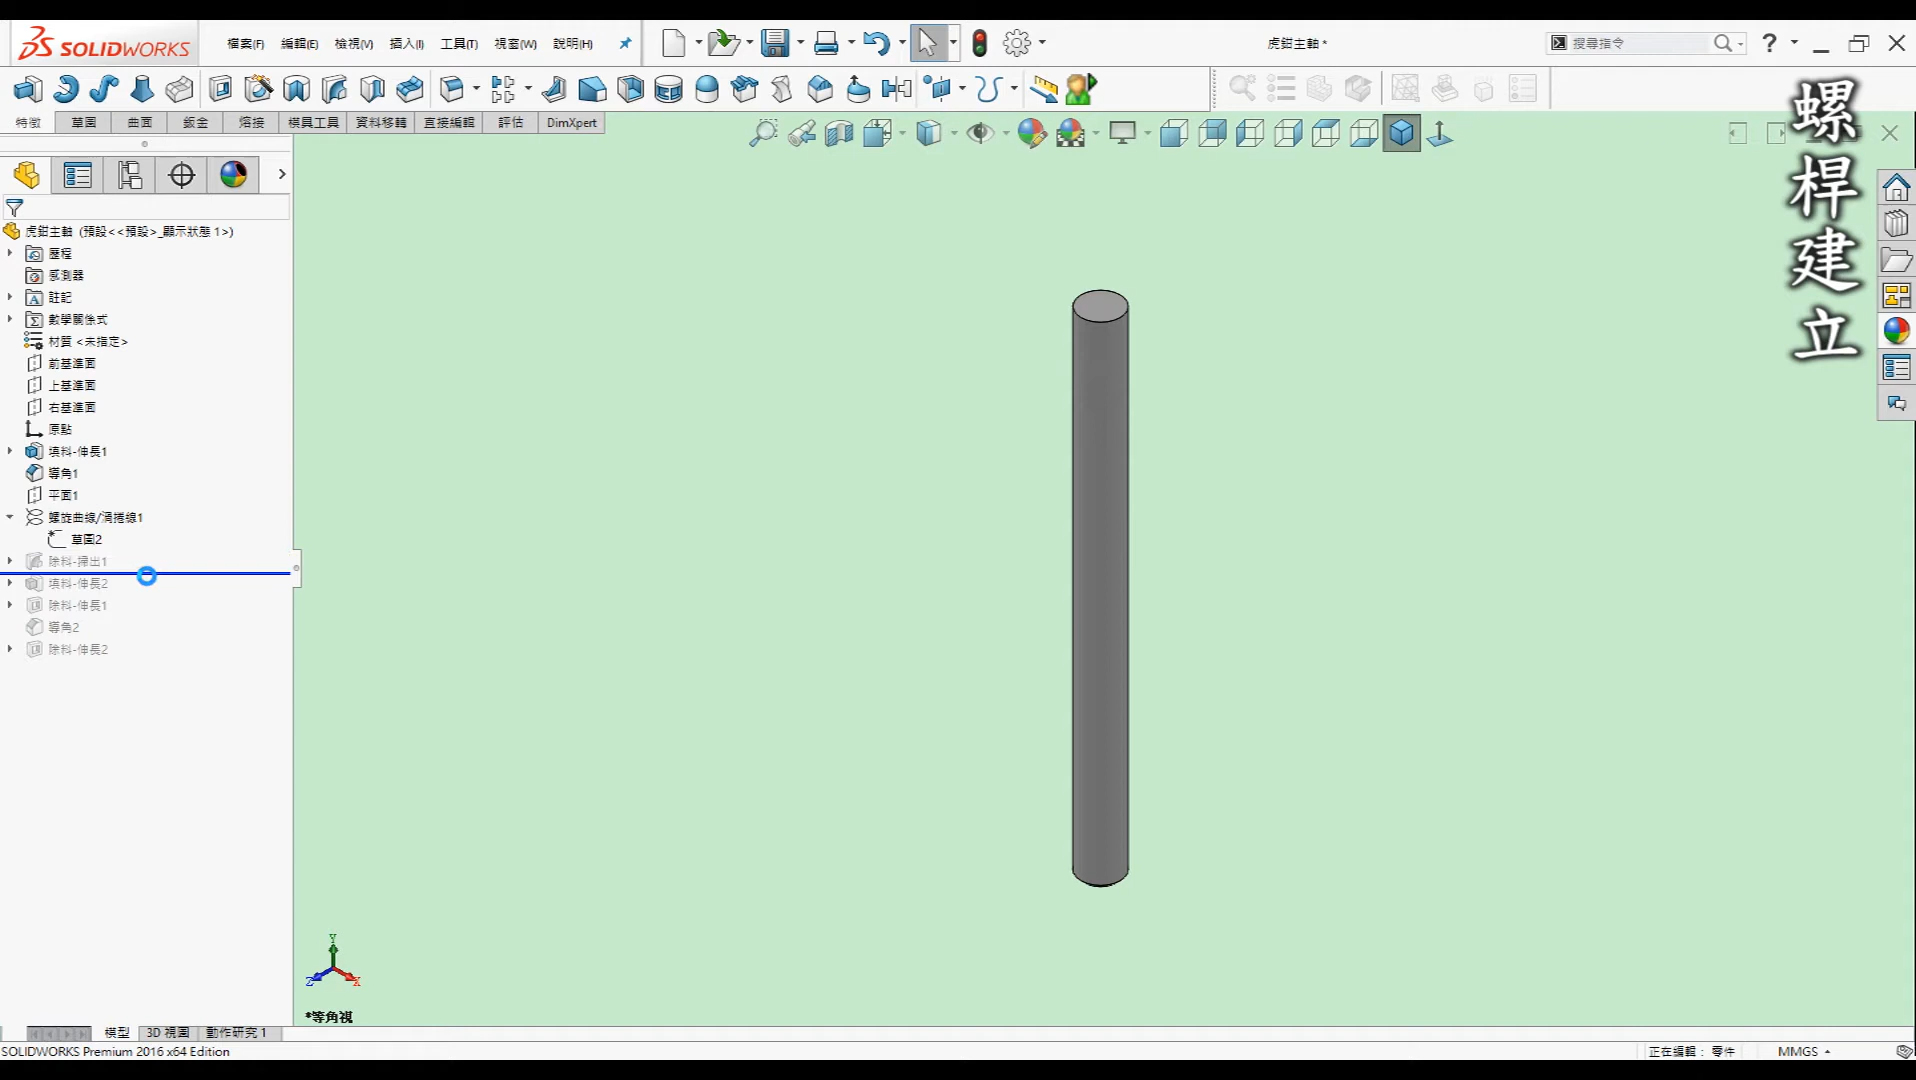 SOLIDWORKS
檔案(F) 編輯(E) 檢視(V) 插入(I) 工具(T) 視窗(W) 說明(H)
虎鉗主軸 *
搜尋指令
特徵 草圖 曲面 鈑金 熔接 模具工具 資料移轉 直接編輯 評估 DimXpert
螺桿建立
虎鉗主軸 (預設<<預設>_顯示狀態 1>)
歷程
感測器
註記
數學關係式
材質 <未指定>
前基準面
上基準面
右基準面
原點
填料-伸長1
導角1
平面1
螺旋曲線/渦捲線1
草圖2
除料-掃出1
填料-伸長2
除料-伸長1
導角2
除料-伸長2
Y
Z
X
*等角視
模型 3D 視圖 動作研究 1
SOLIDWORKS Premium 2016 x64 Edition
正在編輯： 零件
MMGS